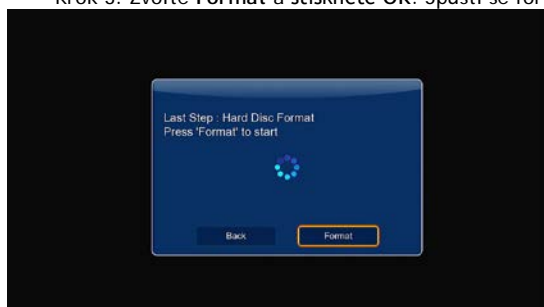 Krok 3: Zvolte Format a stiskněte OK. Spustí se for
Last Step : Hard Disc Format
Press 'Format' to start
Back
Format